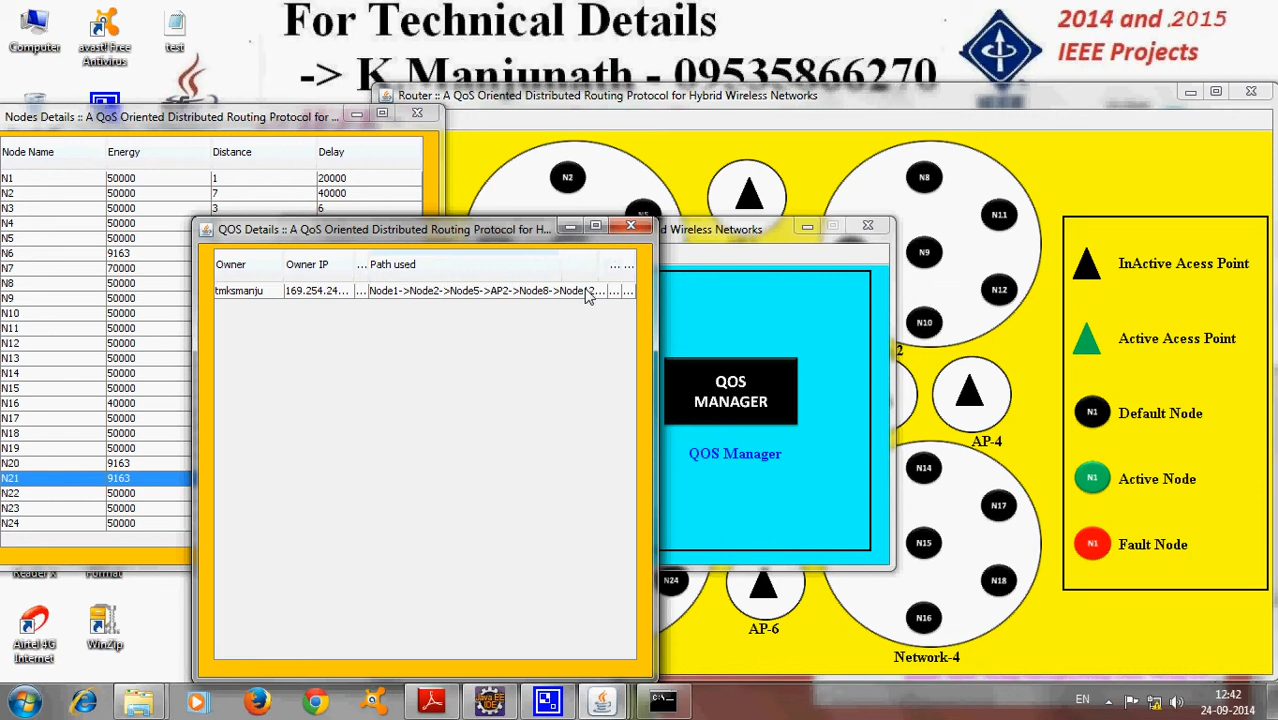 For Technical Details
-> K Manjunath - 09535866270
2014 and .2015
IEEE Projects
Computer
avast! Free
Antivirus
test
Router :: A QoS Oriented Distributed Routing Protocol for Hybrid Wireless Networks
Nodes Details :: A QoS Oriented Distributed Routing Protocol for ...
Node Name Energy Distance Delay
N1 50000 1 20000
N2 50000 7 40000
N3 50000 3 6
N4 50000
N5 50000
N6 9163
N7 70000
N8 50000
N9 50000
N10 50000
N11 50000
N12 50000
N13 50000
N14 50000
N15 50000
N16 40000
N17 50000
N18 50000
N19 50000
N20 9163
N21 9163
N22 50000
N23 50000
N24 50000
QOS Details :: A QoS Oriented Distributed Routing Protocol for H...
Owner Owner IP ... Path used ... ...
tmksmanju 169.254.24... ... Node1->Node2->Node5->AP2->Node8->Node ... ... ...
d Wireless Networks
QOS
MANAGER
QOS Manager
N2
N8
N11
N9
N12
N10
2
AP-4
N14
N17
N15
N18
N16
N24
AP-6
Network-4
InActive Acess Point
Active Acess Point
N1 Default Node
N1 Active Node
N1 Fault Node
Airtel 4G
Internet
WinZip
EN
12:42
24-09-2014